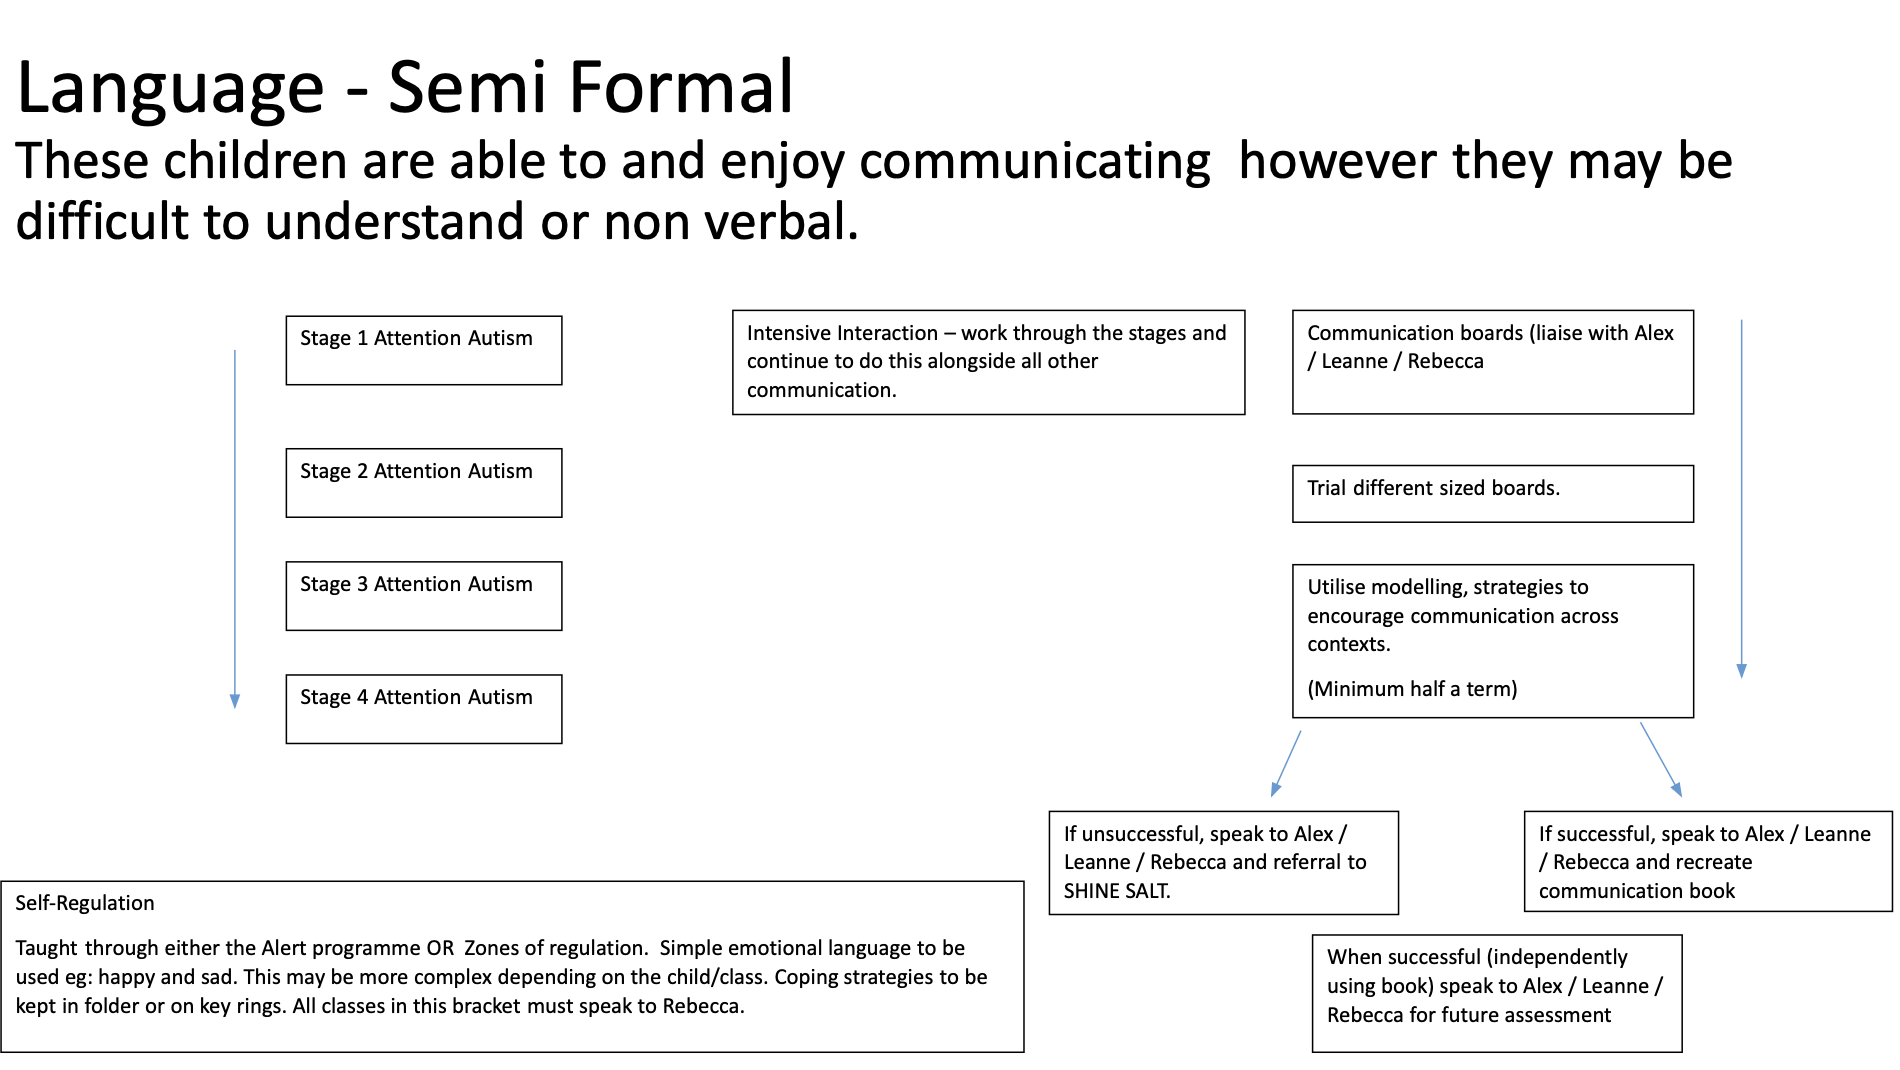 Language - Semi Formal
These children are able to and enjoy communicating  however they may be
difficult to understand or non verbal.
Stage 1 Attention Autism
Stage 2 Attention Autism
Stage 3 Attention Autism
Stage 4 Attention Autism
Intensive Interaction – work through the stages and
continue to do this alongside all other
communication.
Communication boards (liaise with Alex
/ Leanne / Rebecca
Trial different sized boards.
Utilise modelling, strategies to
encourage communication across
contexts.
(Minimum half a term)
If unsuccessful, speak to Alex /
Leanne / Rebecca and referral to
SHINE SALT.
If successful, speak to Alex / Leanne
/ Rebecca and recreate
communication book
When successful (independently
using book) speak to Alex / Leanne /
Rebecca for future assessment
Self-Regulation
Taught through either the Alert programme OR  Zones of regulation.  Simple emotional language to be
used eg: happy and sad. This may be more complex depending on the child/class. Coping strategies to be
kept in folder or on key rings. All classes in this bracket must speak to Rebecca.